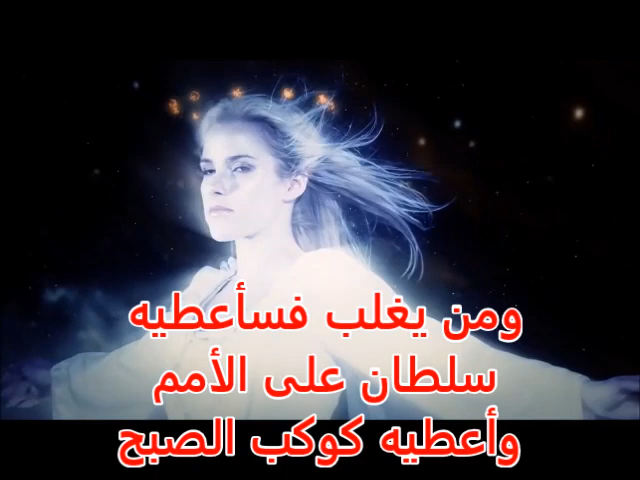 ومن يغلب فسأعطيه
سلطان على الأمم
وأعطيه كوكب الصبح